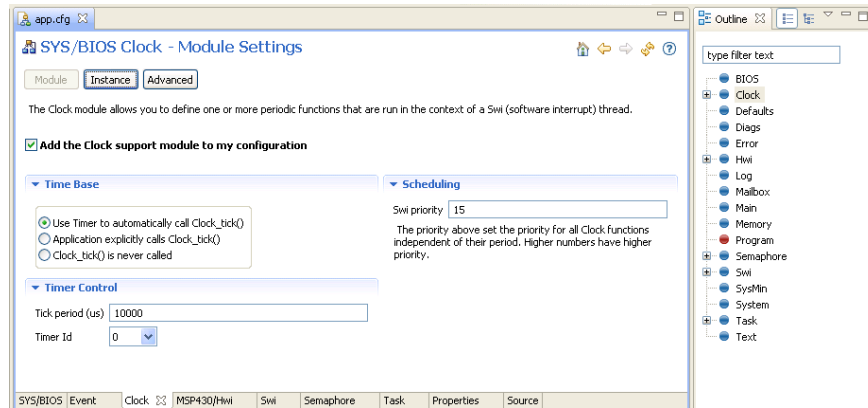 app.cfg
SYS/BIOS Clock - Module Settings
Module Instance Advanced
The Clock module allows you to define one or more periodic functions that are run in the context of a Swi (software interrupt) thread.
Add the Clock support module to my configuration
Time Base
Use Timer to automatically call Clock_tick()
Application explicitly calls Clock_tick()
Clock_tick() is never called
Timer Control
Tick period (us) 10000
Timer Id 0
Scheduling
Swi priority 15
The priority above set the priority for all Clock functions
independent of their period. Higher numbers have higher
priority.
SYS/BIOS Event Clock MSP430/Hwi Swi Semaphore Task Properties Source
Outline
type filter text
BIOS
Clock
Defaults
Diags
Error
Hwi
Log
Mailbox
Main
Memory
Program
Semaphore
Swi
SysMin
System
Task
Text